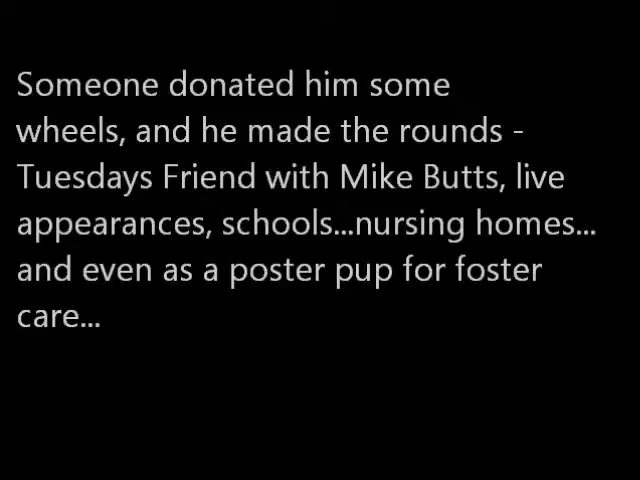 Someone donated him some
wheels, and he made the rounds -
Tuesdays Friend with Mike Butts, live
appearances, schools...nursing homes...
and even as a poster pup for foster
care...